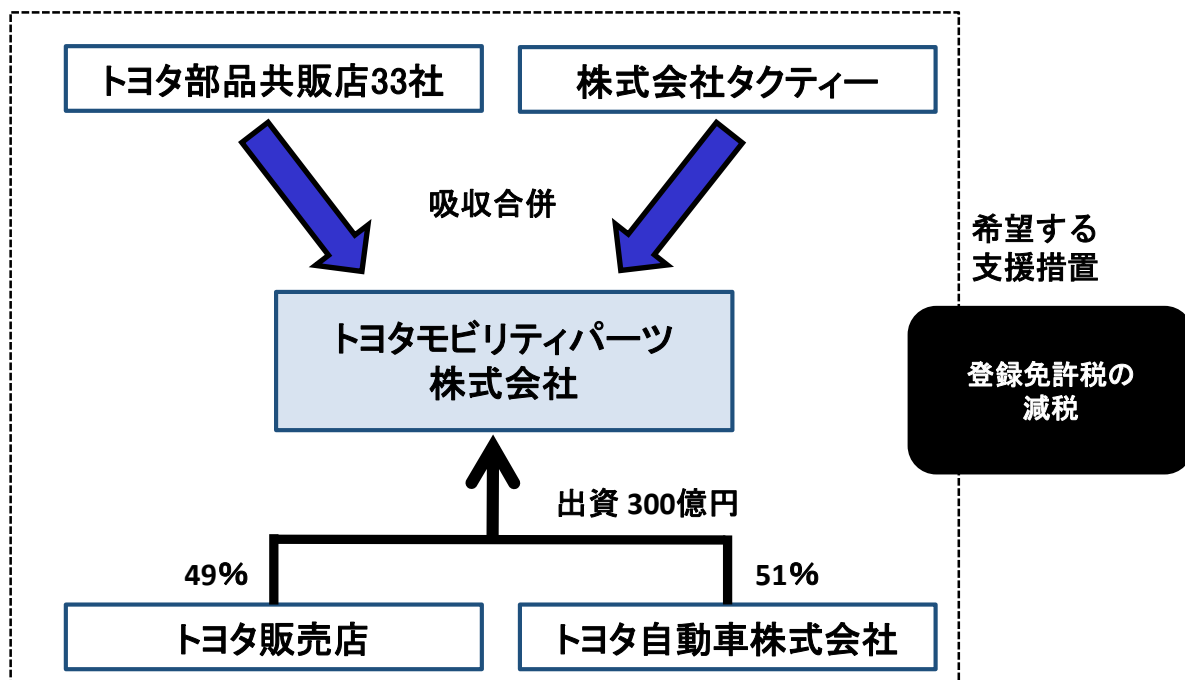 トヨタ部品共販店33社
株式会社タクティー
吸収合併
希望する
支援措置
トヨタモビリティパーツ
株式会社
登録免許税の
減税
出資 300億円
49%
51%
トヨタ販売店
トヨタ自動車株式会社